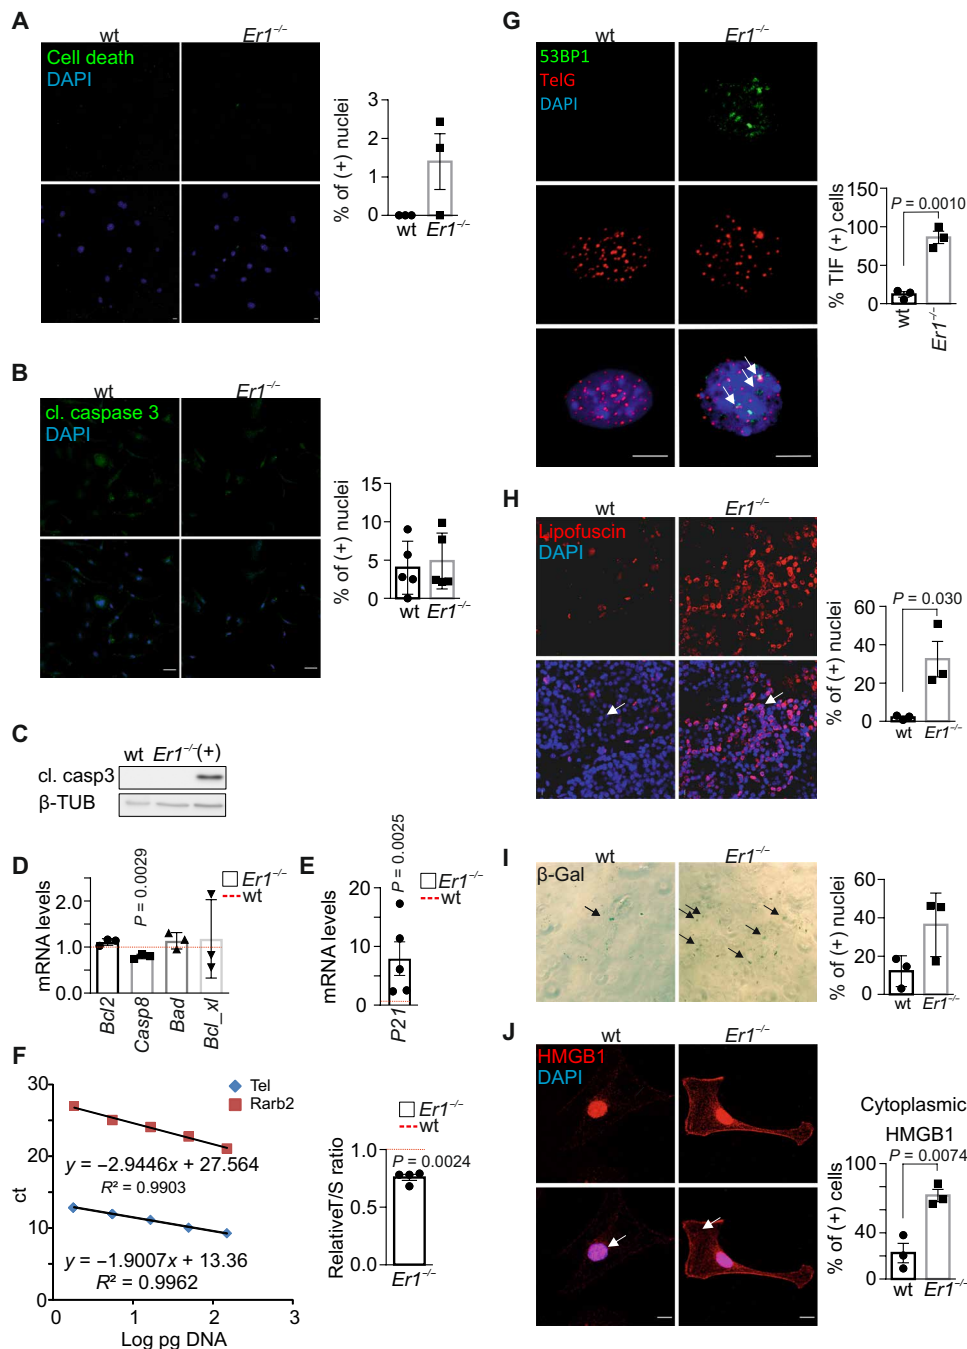 A
wt
Er1⁻/⁻
Cell death
DAPI
% of (+) nuclei
3
2
1
0
wt
Er1⁻/⁻
B
wt
Er1⁻/⁻
cl. caspase 3
DAPI
% of (+) nuclei
15
10
5
0
wt
Er1⁻/⁻
C
wt Er1⁻/⁻ (+)
cl. casp3
β-TUB
D
mRNA levels
2.0
1.0
0.0
P = 0.0029
Er1⁻/⁻
wt
Bcl2
Casp8
Bad
Bcl_xl
E
mRNA levels
20
15
10
5
0
P = 0.0025
Er1⁻/⁻
wt
P21
F
ct
30
20
10
0
Tel
Rarb2
y = −2.9446x + 27.564
R² = 0.9903
y = −1.9007x + 13.36
R² = 0.9962
0 1 2 3
Log pg DNA
Er1⁻/⁻
wt
RelativeT/S ratio
1.0
0.5
0.0
P = 0.0024
Er1⁻/⁻
G
wt
Er1⁻/⁻
53BP1
TelG
DAPI
% TIF (+) cells
150
100
50
0
P = 0.0010
wt
Er1⁻/⁻
H
wt
Er1⁻/⁻
Lipofuscin
DAPI
% of (+) nuclei
60
40
20
0
P = 0.030
wt
Er1⁻/⁻
I
wt
Er1⁻/⁻
β-Gal
% of (+) nuclei
60
40
20
0
wt
Er1⁻/⁻
J
wt
Er1⁻/⁻
HMGB1
DAPI
Cytoplasmic
HMGB1
P = 0.0074
% of (+) cells
100
80
40
0
wt
Er1⁻/⁻